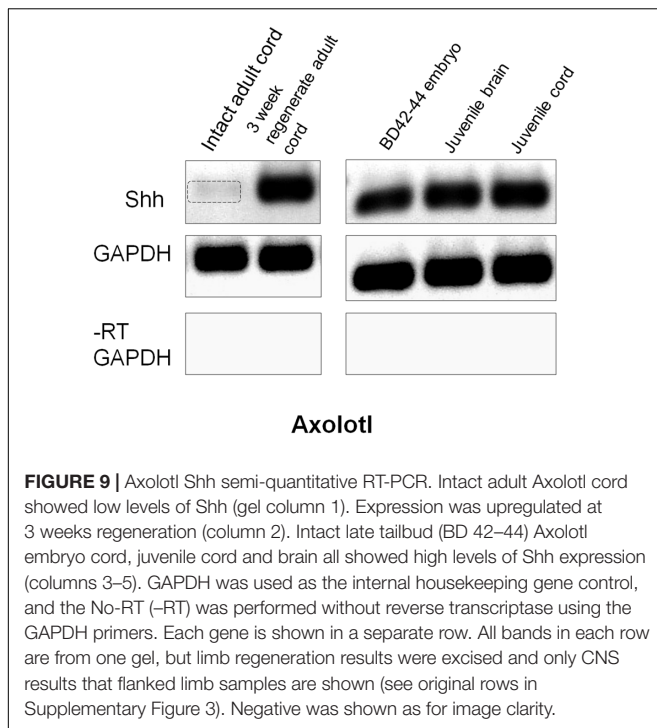 Intact adult cord
3 week
regenerate adult
cord
BD42-44 embryo
Juvenile brain
Juvenile cord
Shh
GAPDH
-RT
GAPDH
Axolotl
FIGURE 9 | Axolotl Shh semi-quantitative RT-PCR. Intact adult Axolotl cord
showed low levels of Shh (gel column 1). Expression was upregulated at
3 weeks regeneration (column 2). Intact late tailbud (BD 42–44) Axolotl
embryo cord, juvenile cord and brain all showed high levels of Shh expression
(columns 3–5). GAPDH was used as the internal housekeeping gene control,
and the No-RT (–RT) was performed without reverse transcriptase using the
GAPDH primers. Each gene is shown in a separate row. All bands in each row
are from one gel, but limb regeneration results were excised and only CNS
results that flanked limb samples are shown (see original rows in
Supplementary Figure 3). Negative was shown as for image clarity.